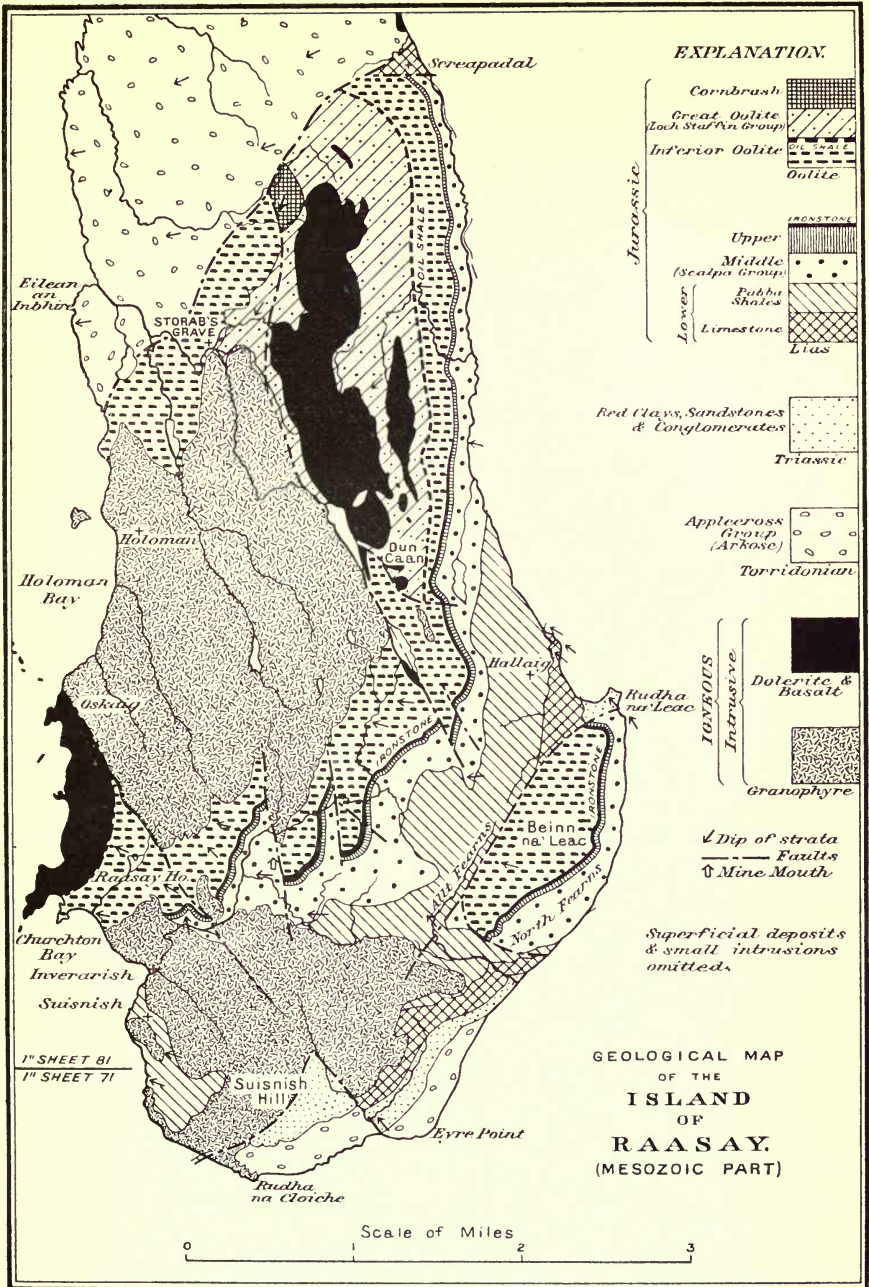 EXPLANATION.
Jurassic
Cornbrash
Great Oolite
(Loch Staffin Group)
Inferior Oolite
OIL SHALE
Oolite
IRONSTONE
Upper
Middle
(Scalpa Group)
Lower
Pabba
Shales
Limestone
Lias
Red Clays, Sandstones
& Conglomerates
Triassic
Applecross
Group
(Arkose)
Torridonian
IGNEOUS
Intrusive
Dolerite &
Basalt
Granophyre
Dip of strata
Faults
Mine Mouth
Superficial deposits
& small intrusions
omitted.
Screapadal
Eilean
an
Inbhire
STORAB'S
GRAVE
OIL SHALE
Holoman
Holoman
Bay
Dun
Caan
Hallaig
Rudha
na' Leac
Oskaig
IRONSTONE
IRONSTONE
Beinn
na' Leac
Allt Fearns
North Fearns
Raasay Ho.
Churchton
Bay
Inverarish
Suisnish
1" SHEET 81
1" SHEET 71
Suisnish
Hill
Eyre Point
Rudha
na Cloiche
GEOLOGICAL MAP
OF THE
ISLAND
OF
RAASAY.
(MESOZOIC PART)
Scale of Miles
0 1 2 3